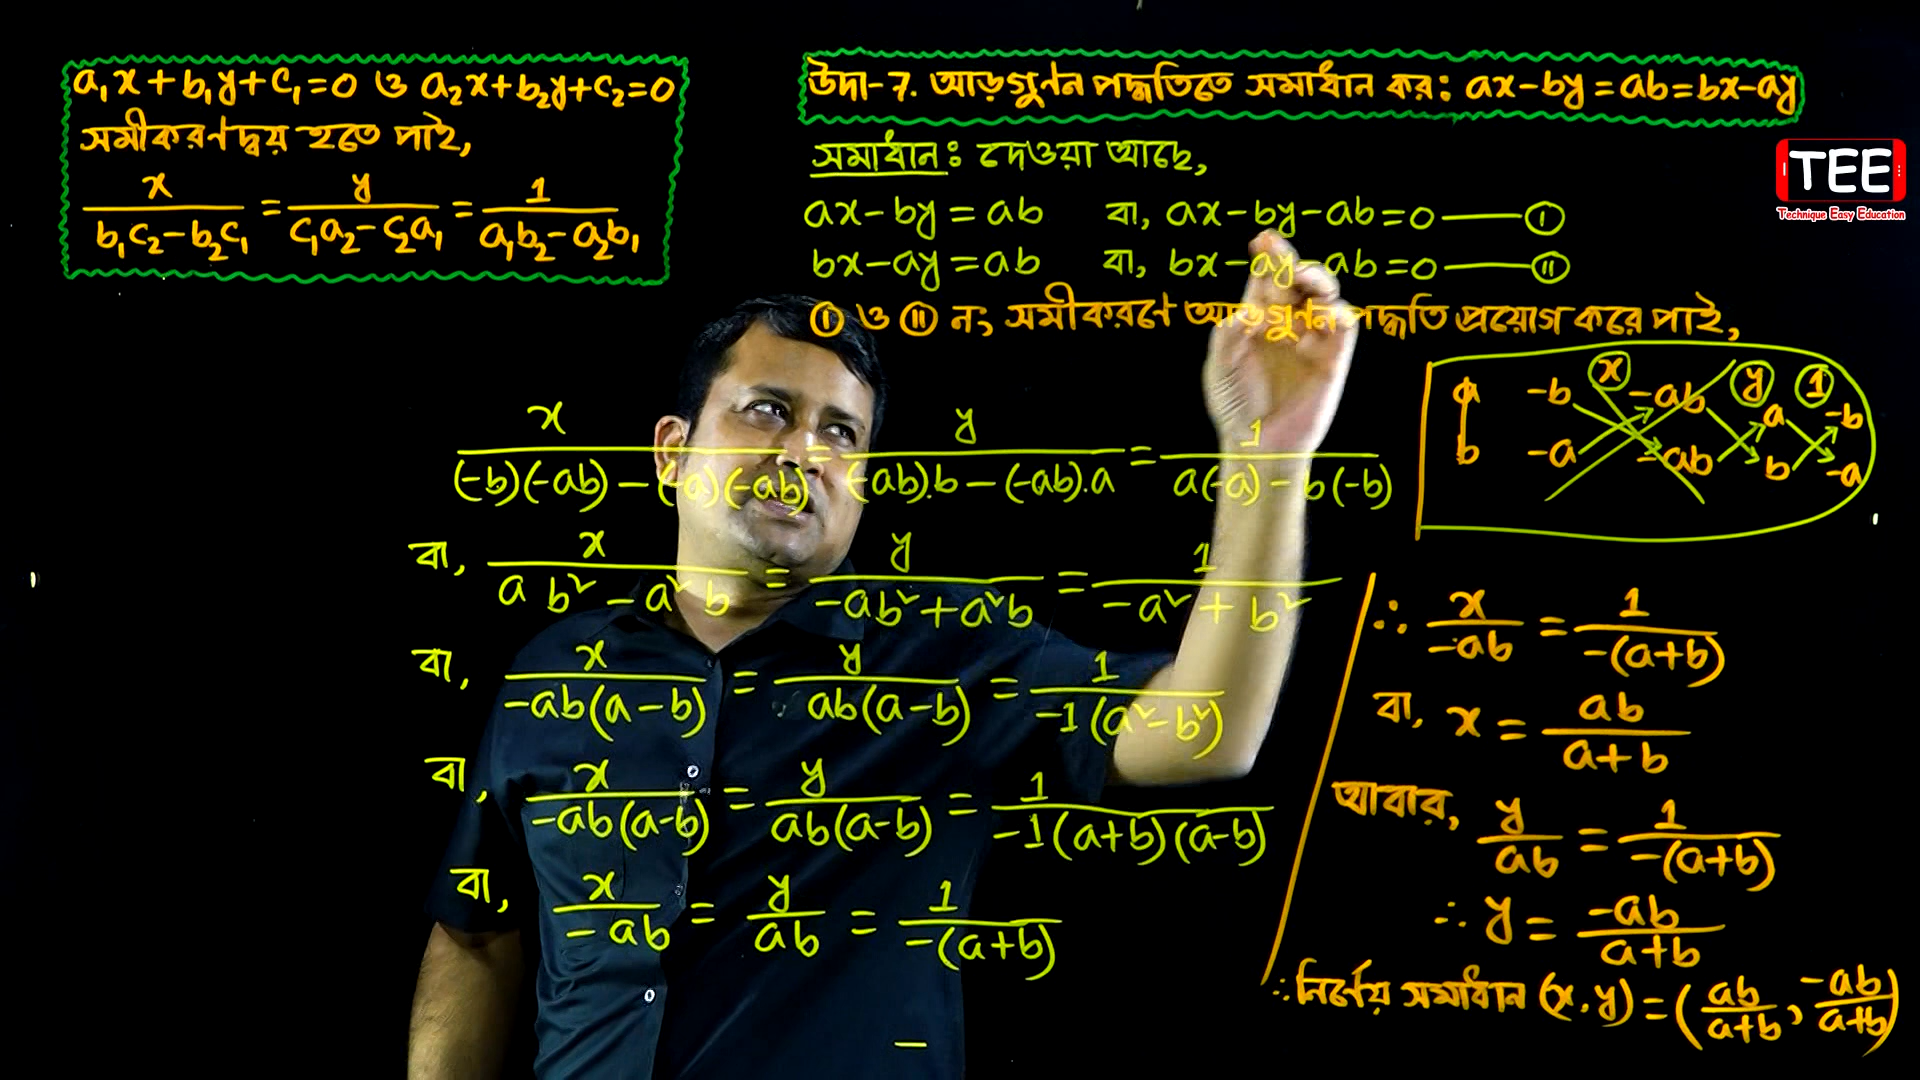 a₁x+b₁y+c₁=0 ও a₂x+b₂y+c₂=0
সমীকরণদ্বয় হতে পাই,
x/(b₁c₂-b₂c₁) = y/(c₁a₂-c₂a₁) = 1/(a₁b₂-a₂b₁)
উদা-7. আড়গুণন পদ্ধতিতে সমাধান কর: ax-by=ab=bx-ay
TEE
Technique Easy Education
সমাধান: দেওয়া আছে,
ax-by=ab বা, ax-by-ab=0 —— (i)
bx-ay=ab বা, bx-ay-ab=0 —— (ii)
(i) ও (ii) নং সমীকরণে আড়গুণন পদ্ধতি প্রয়োগ করে পাই,
x y 1
a -b -ab a -b
b -a -ab b -a
x/((-b)(-ab)-(-a)(-ab)) = y/((-ab).b-(-ab).a) = 1/(a(-a)-b(-b))
বা, x/(ab²-a²b) = y/(-ab²+a²b) = 1/(-a²+b²)
বা, x/(-ab(a-b)) = y/(ab(a-b)) = 1/(-1(a²-b²))
বা, x/(-ab(a-b)) = y/(ab(a-b)) = 1/(-1(a+b)(a-b))
বা, x/(-ab) = y/(ab) = 1/(-(a+b))
∴ x/(-ab) = 1/(-(a+b))
বা, x = ab/(a+b)
আবার, y/(ab) = 1/(-(a+b))
∴ y = -ab/(a+b)
∴ নির্ণেয় সমাধান (x,y) = (ab/(a+b), -ab/(a+b))